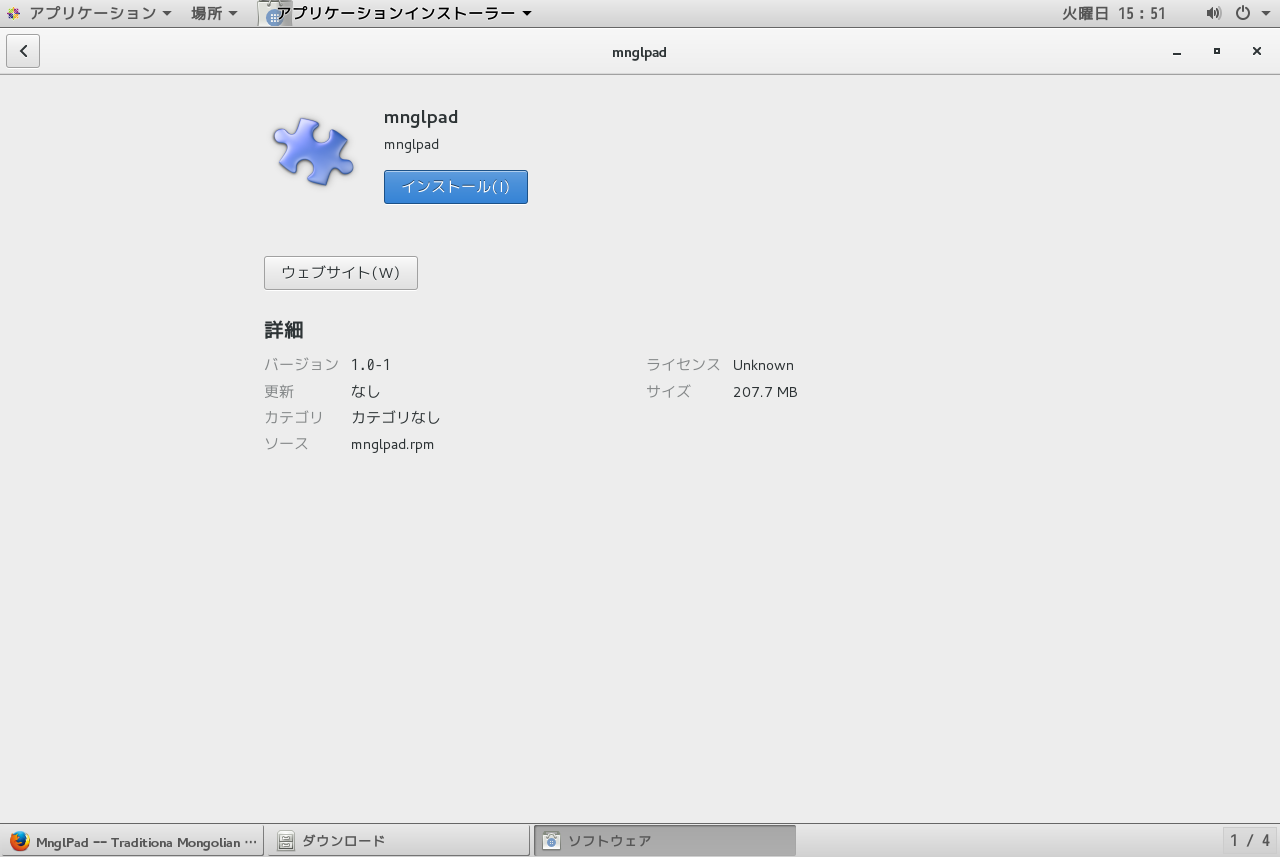 アプリケーション 場所 アプリケーションインストーラー 火曜日 15：51
mnglpad
mnglpad
mnglpad
インストール(I)
ウェブサイト(W)
詳細
バージョン 1.0-1 ライセンス Unknown
更新 なし サイズ 207.7 MB
カテゴリ カテゴリなし
ソース mnglpad.rpm
MnglPad -- Traditiona Mongolian … ダウンロード ソフトウェア 1 / 4